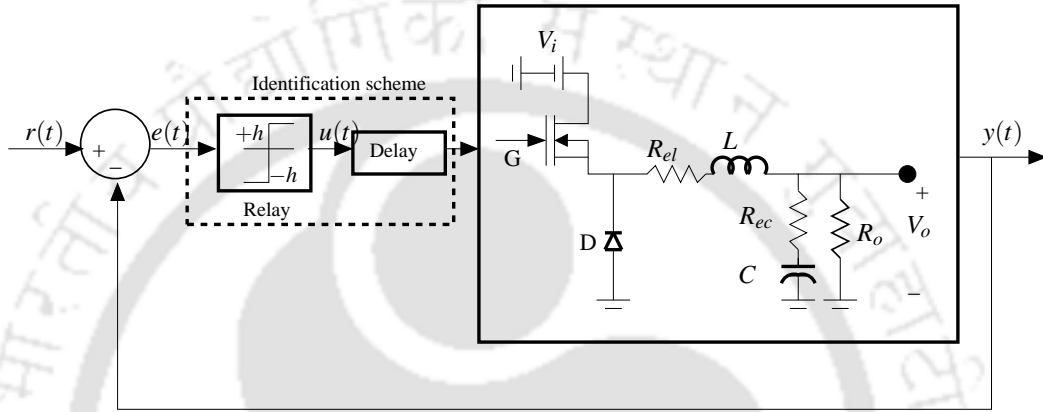 V_i
Identification scheme
r(t)
e(t)
+h
u(t)
y(t)
+
−
−h
Delay
G
R_el
L
Relay
R_ec
R_o
+
V_o
−
D
C